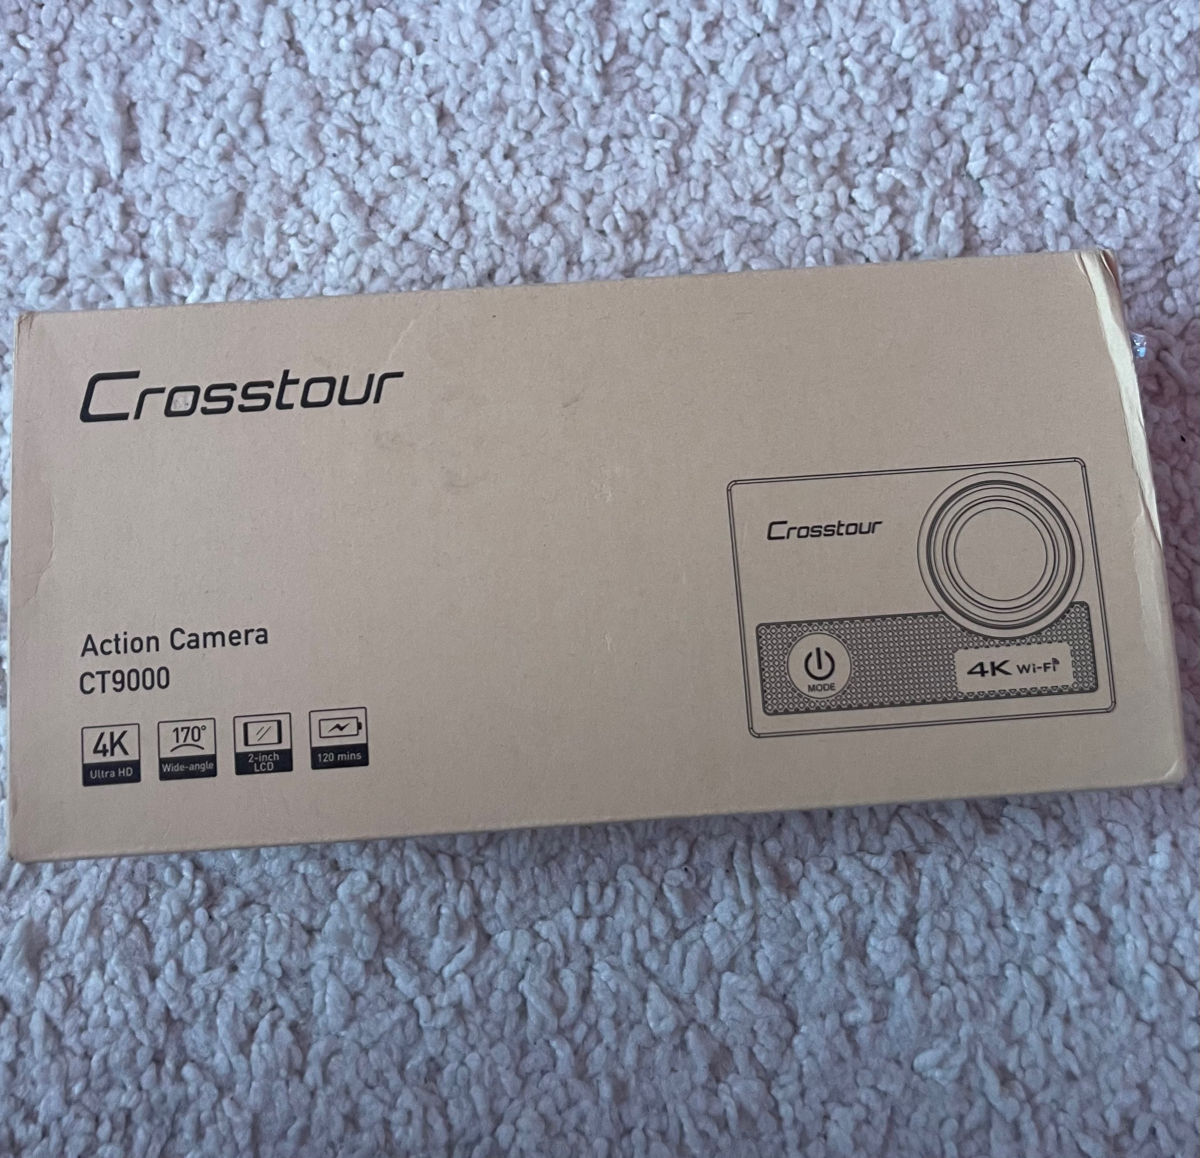 Crosstour
Crosstour
Action Camera
CT9000
MODE
4K Wi-Fi
4K
Ultra HD
170°
Wide-angle
2-inch
LCD
120 mins